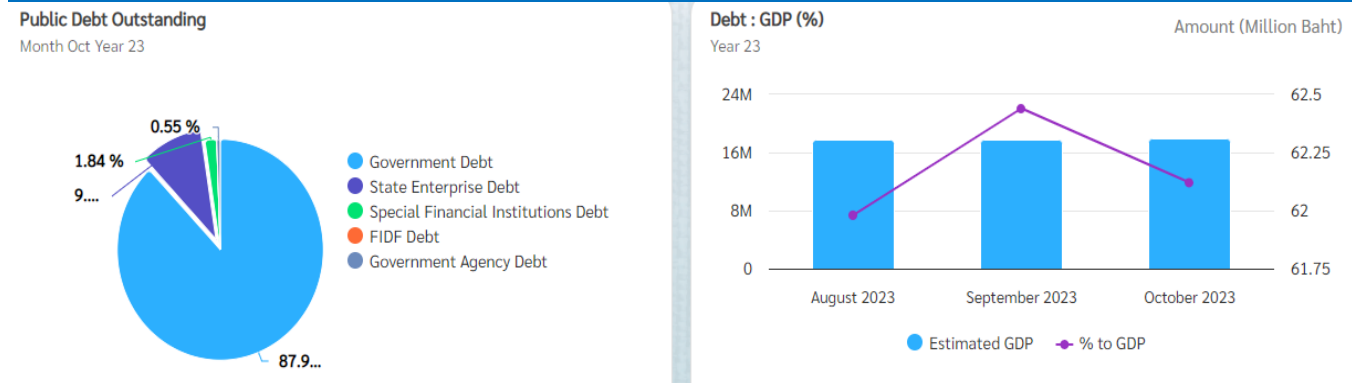 Public Debt Outstanding
Month Oct Year 23
0.55 %
1.84 %
9....
87.9...
Government Debt
State Enterprise Debt
Special Financial Institutions Debt
FIDF Debt
Government Agency Debt
Debt : GDP (%)
Year 23
Amount (Million Baht)
24M
62.5
16M
62.25
8M
62
0
61.75
August 2023
September 2023
October 2023
Estimated GDP
% to GDP